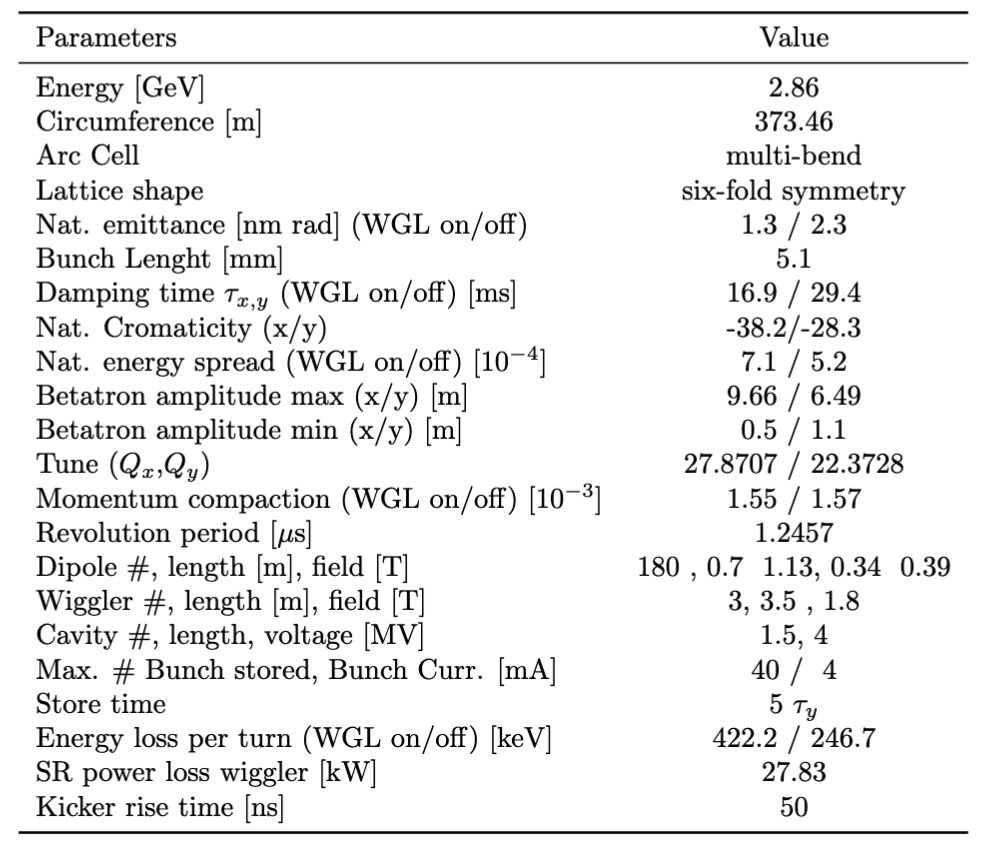 Parameters Value
Energy [GeV] 2.86
Circumference [m] 373.46
Arc Cell multi-bend
Lattice shape six-fold symmetry
Nat. emittance [nm rad] (WGL on/off) 1.3 / 2.3
Bunch Lenght [mm] 5.1
Damping time τx,y (WGL on/off) [ms] 16.9 / 29.4
Nat. Cromaticity (x/y) -38.2/-28.3
Nat. energy spread (WGL on/off) [10−4] 7.1 / 5.2
Betatron amplitude max (x/y) [m] 9.66 / 6.49
Betatron amplitude min (x/y) [m] 0.5 / 1.1
Tune (Qx,Qy) 27.8707 / 22.3728
Momentum compaction (WGL on/off) [10−3] 1.55 / 1.57
Revolution period [μs] 1.2457
Dipole #, length [m], field [T] 180 , 0.7 1.13, 0.34 0.39
Wiggler #, length [m], field [T] 3, 3.5 , 1.8
Cavity #, length, voltage [MV] 1.5, 4
Max. # Bunch stored, Bunch Curr. [mA] 40 / 4
Store time 5 τy
Energy loss per turn (WGL on/off) [keV] 422.2 / 246.7
SR power loss wiggler [kW] 27.83
Kicker rise time [ns] 50